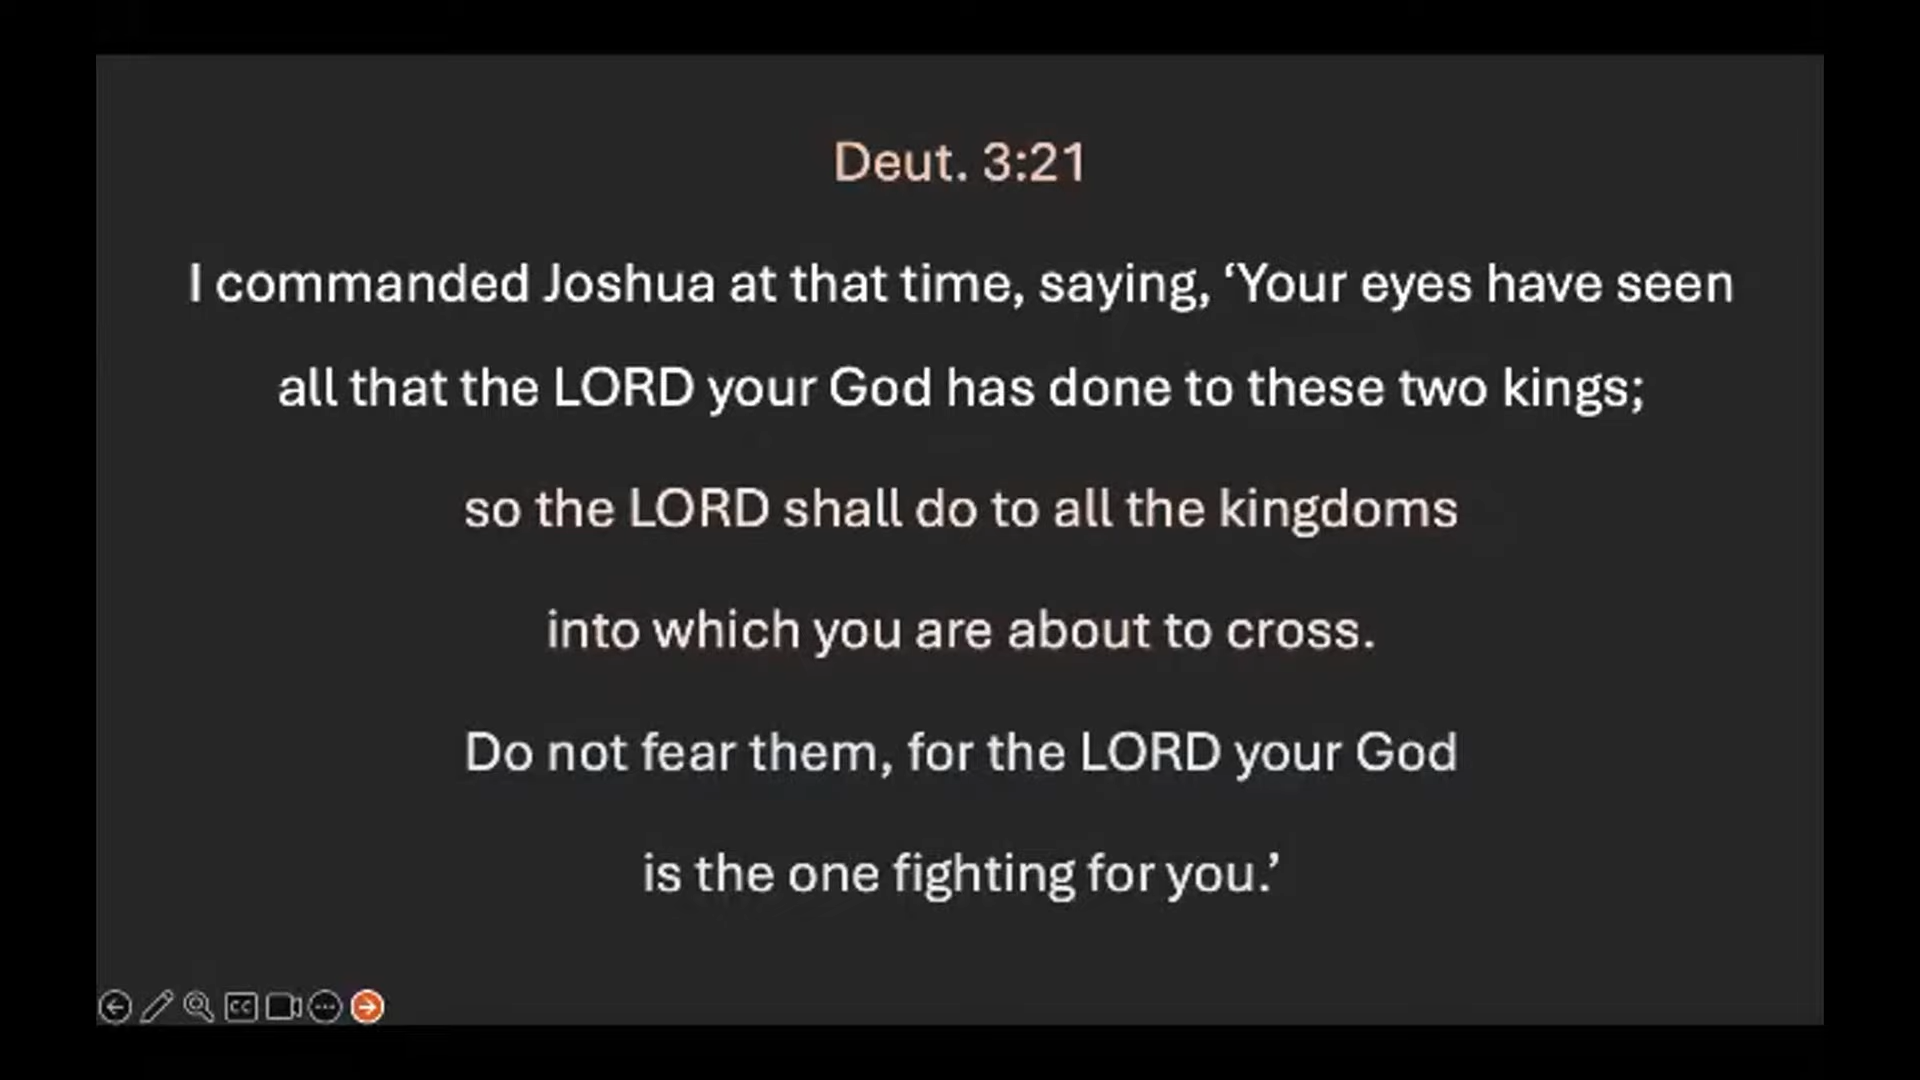 Deut. 3:21
I commanded Joshua at that time, saying, ‘Your eyes have seen
all that the LORD your God has done to these two kings;
so the LORD shall do to all the kingdoms
into which you are about to cross.
Do not fear them, for the LORD your God
is the one fighting for you.’
CC